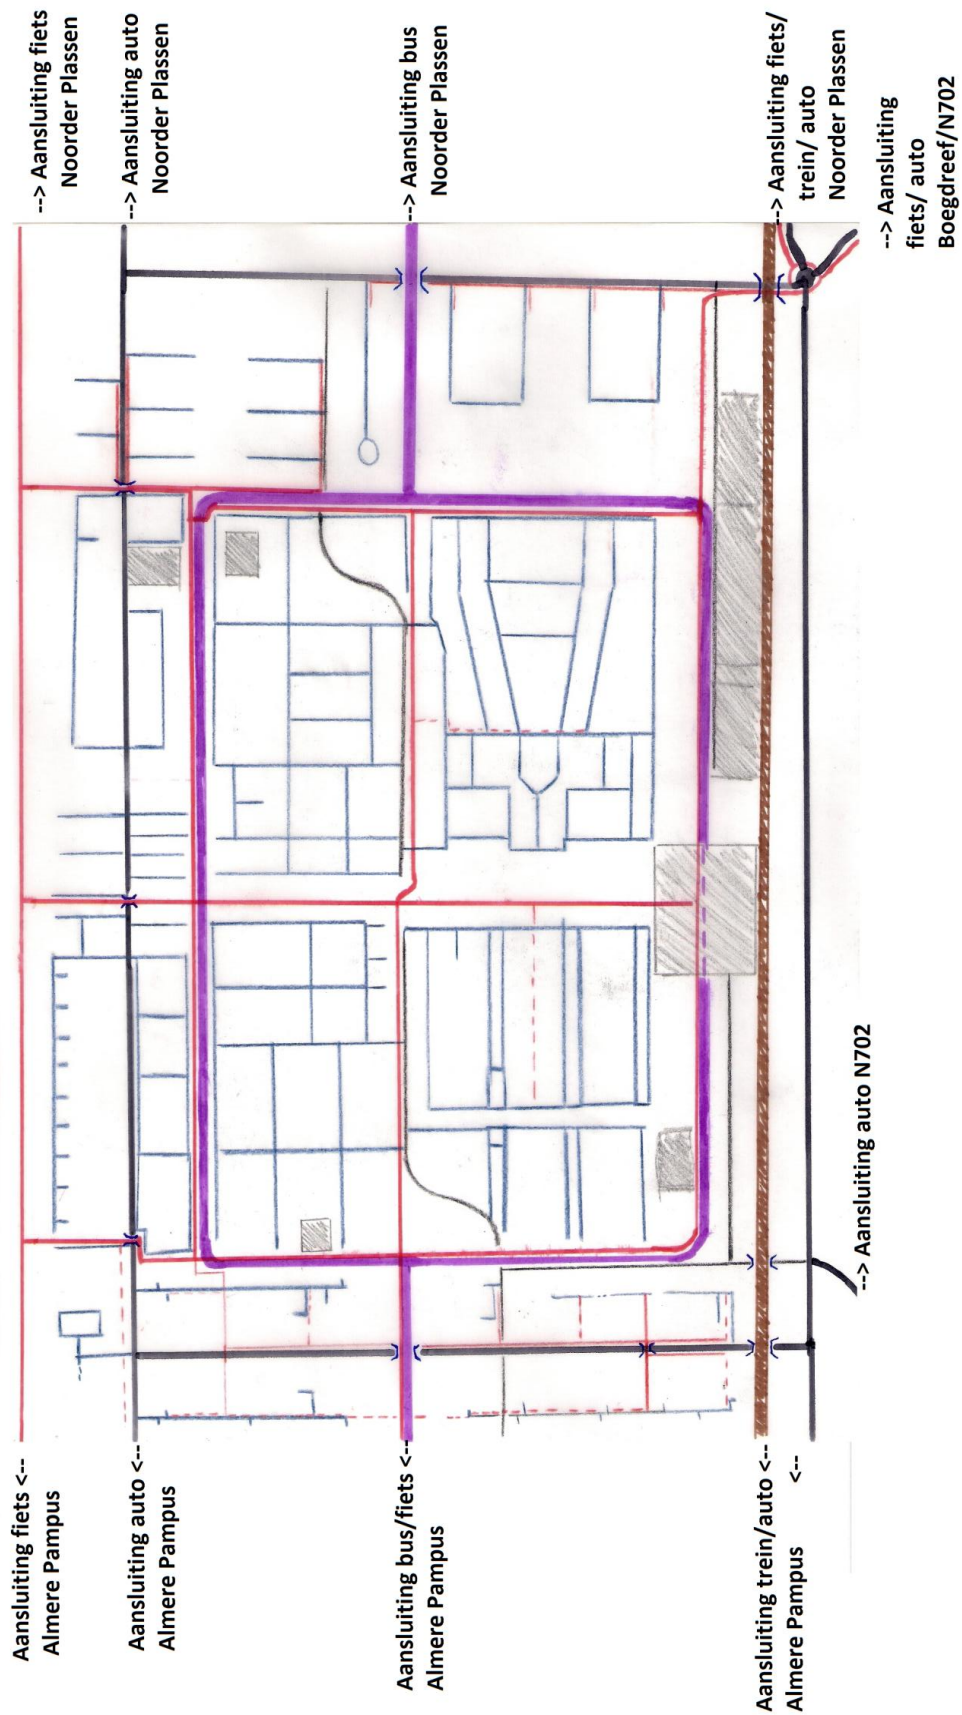 Aansluiting fiets <--
Almere Pampus
Aansluiting auto <--
Almere Pampus
Aansluiting bus/fiets <--
Almere Pampus
Aansluiting trein/auto <--
Almere Pampus <--
--> Aansluiting auto N702
--> Aansluiting fiets
Noorder Plassen
--> Aansluiting auto
Noorder Plassen
--> Aansluiting bus
Noorder Plassen
--> Aansluiting fiets/
trein/ auto
Noorder Plassen
--> Aansluiting
fiets/ auto
Boegdreef/N702